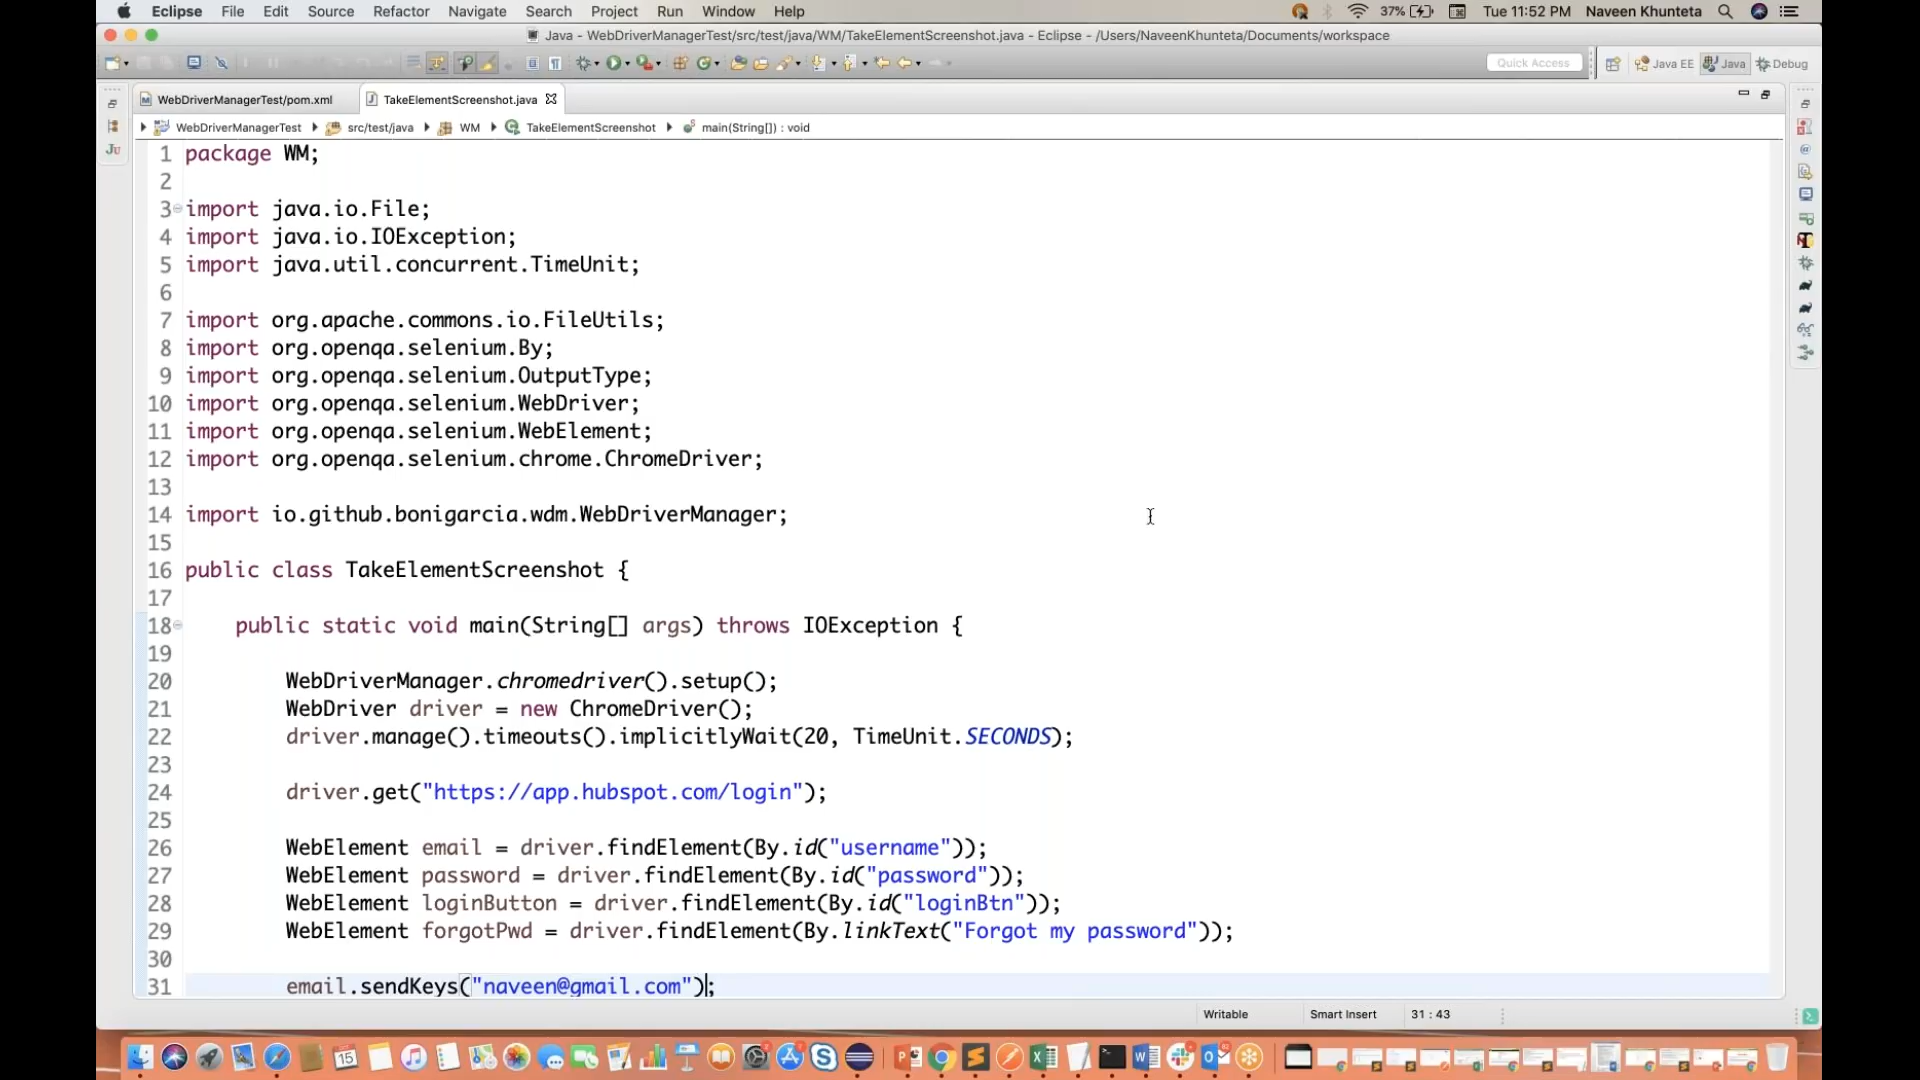 Eclipse File Edit Source Refactor Navigate Search Project Run Window Help 37% Tue 11:52 PM Naveen Khunteta
Java - WebDriverManagerTest/src/test/java/WM/TakeElementScreenshot.java - Eclipse - /Users/NaveenKhunteta/Documents/workspace
Quick Access Java EE Java Debug
WebDriverManagerTest/pom.xml TakeElementScreenshot.java
WebDriverManagerTest src/test/java WM TakeElementScreenshot main(String[]) : void
1 package WM;
2
3 import java.io.File;
4 import java.io.IOException;
5 import java.util.concurrent.TimeUnit;
6
7 import org.apache.commons.io.FileUtils;
8 import org.openqa.selenium.By;
9 import org.openqa.selenium.OutputType;
10 import org.openqa.selenium.WebDriver;
11 import org.openqa.selenium.WebElement;
12 import org.openqa.selenium.chrome.ChromeDriver;
13
14 import io.github.bonigarcia.wdm.WebDriverManager;
15
16 public class TakeElementScreenshot {
17
18 public static void main(String[] args) throws IOException {
19
20 WebDriverManager.chromedriver().setup();
21 WebDriver driver = new ChromeDriver();
22 driver.manage().timeouts().implicitlyWait(20, TimeUnit.SECONDS);
23
24 driver.get("https://app.hubspot.com/login");
25
26 WebElement email = driver.findElement(By.id("username"));
27 WebElement password = driver.findElement(By.id("password"));
28 WebElement loginButton = driver.findElement(By.id("loginBtn"));
29 WebElement forgotPwd = driver.findElement(By.linkText("Forgot my password"));
30
31 email.sendKeys("naveen@gmail.com");
Writable Smart Insert 31 : 43